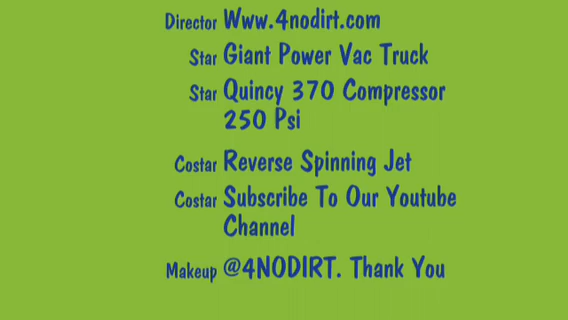 Director Www.4nodirt.com
Star Giant Power Vac Truck
Star Quincy 370 Compressor
250 Psi
Costar Reverse Spinning Jet
Costar Subscribe To Our Youtube
Channel
Makeup @4NODIRT. Thank You